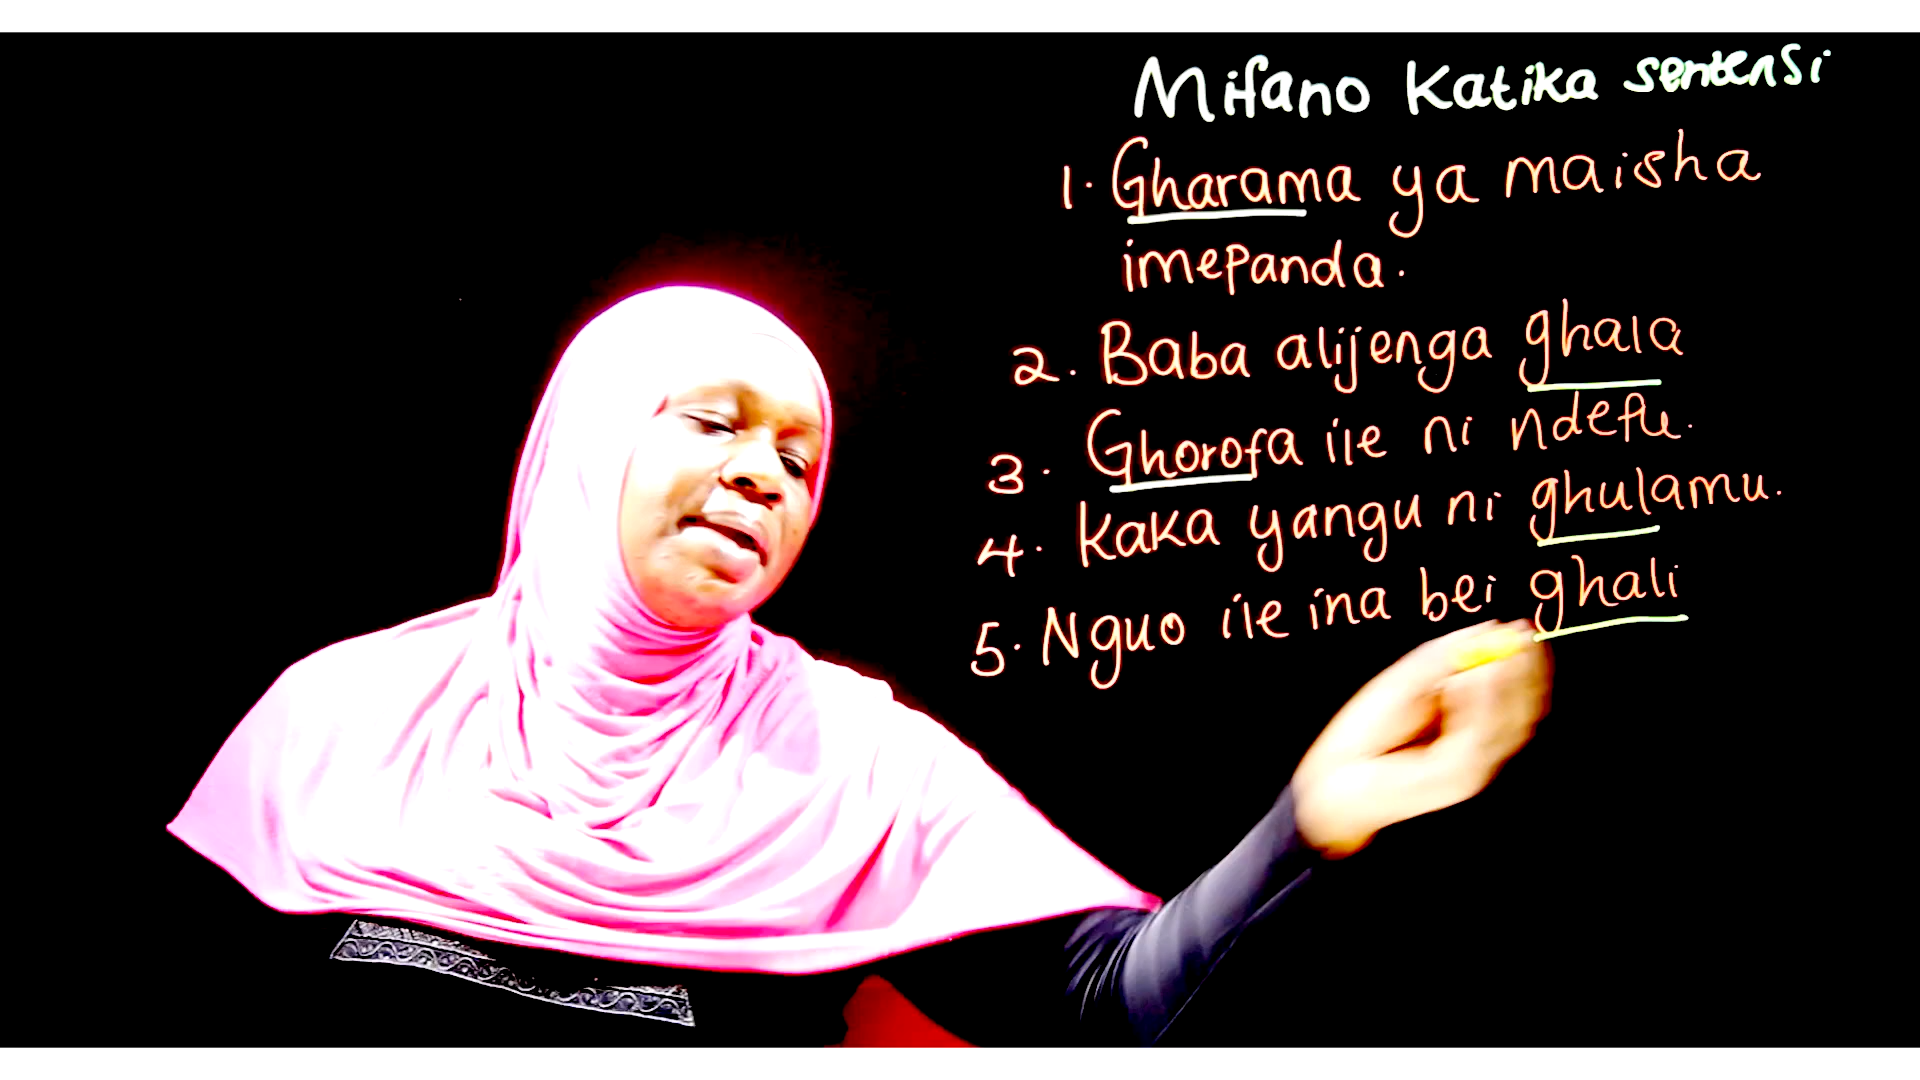 Mifano Katika sentensi
1. Gharama ya maisha
imepanda.
2. Baba alijenga ghala
3. Ghorofa ile ni ndefu.
4. Kaka yangu ni ghulamu.
5. Nguo ile ina bei ghali